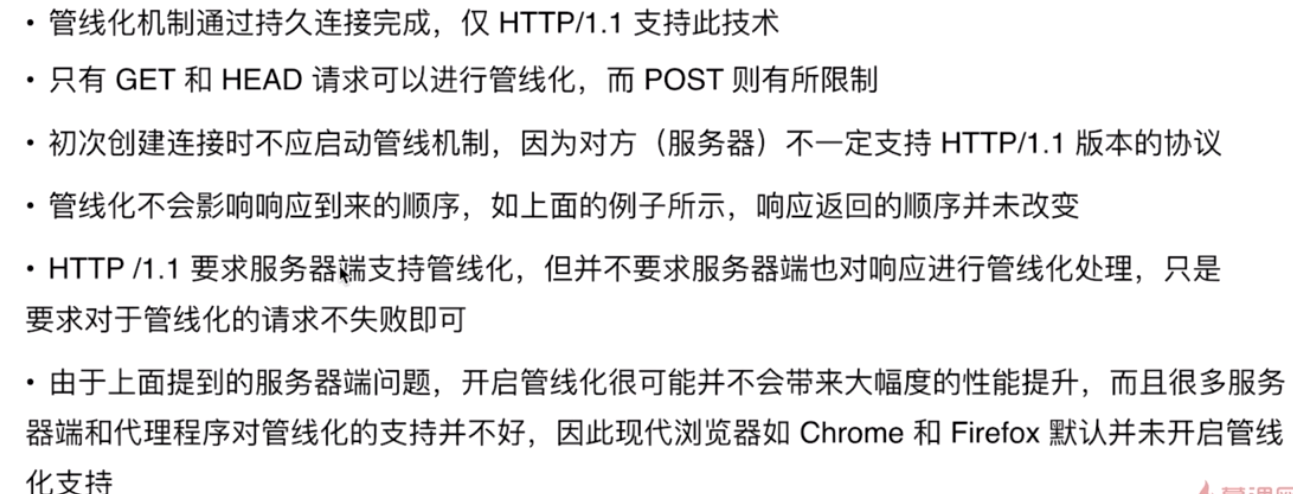 • 管线化机制通过持久连接完成，仅 HTTP/1.1 支持此技术
• 只有 GET 和 HEAD 请求可以进行管线化，而 POST 则有所限制
• 初次创建连接时不应启动管线机制，因为对方（服务器）不一定支持 HTTP/1.1 版本的协议
• 管线化不会影响响应到来的顺序，如上面的例子所示，响应返回的顺序并未改变
• HTTP /1.1 要求服务器端支持管线化，但并不要求服务器端也对响应进行管线化处理，只是
要求对于管线化的请求不失败即可
• 由于上面提到的服务器端问题，开启管线化很可能并不会带来大幅度的性能提升，而且很多服务
器端和代理程序对管线化的支持并不好，因此现代浏览器如 Chrome 和 Firefox 默认并未开启管线
化支持